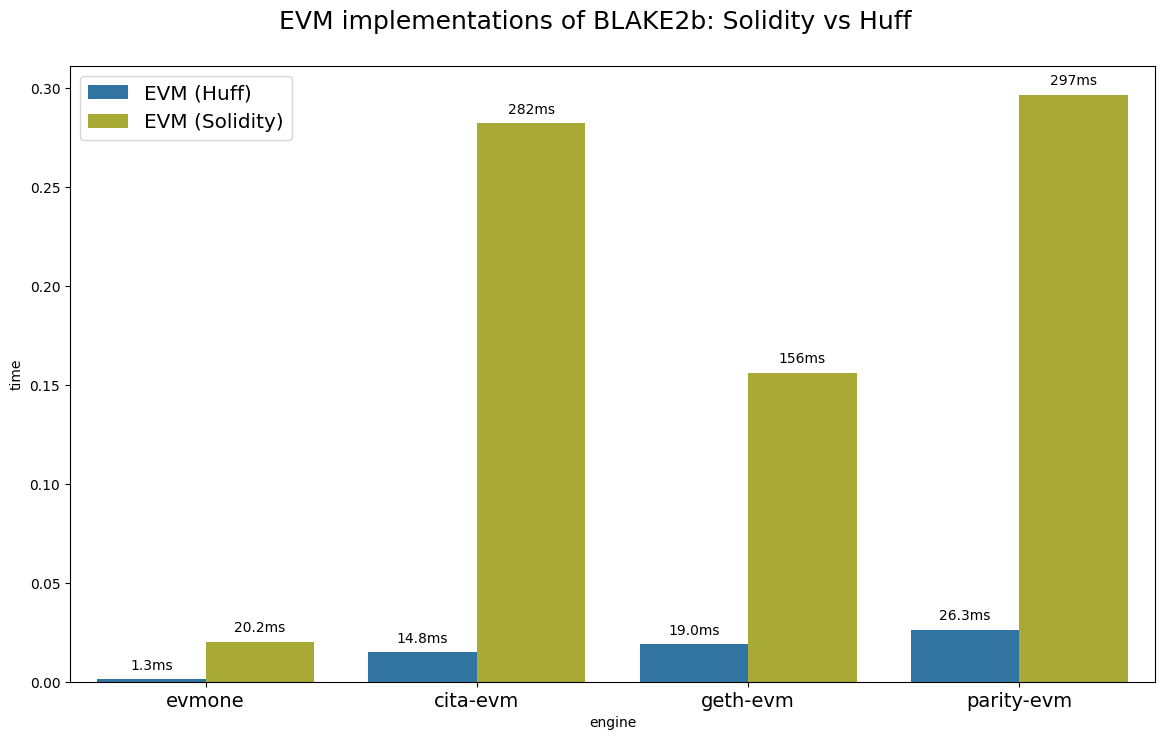 EVM implementations of BLAKE2b: Solidity vs Huff
EVM (Huff)
EVM (Solidity)
time
0.30
0.25
0.20
0.15
0.10
0.05
0.00
1.3ms
20.2ms
14.8ms
282ms
19.0ms
156ms
26.3ms
297ms
evmone
cita-evm
geth-evm
parity-evm
engine